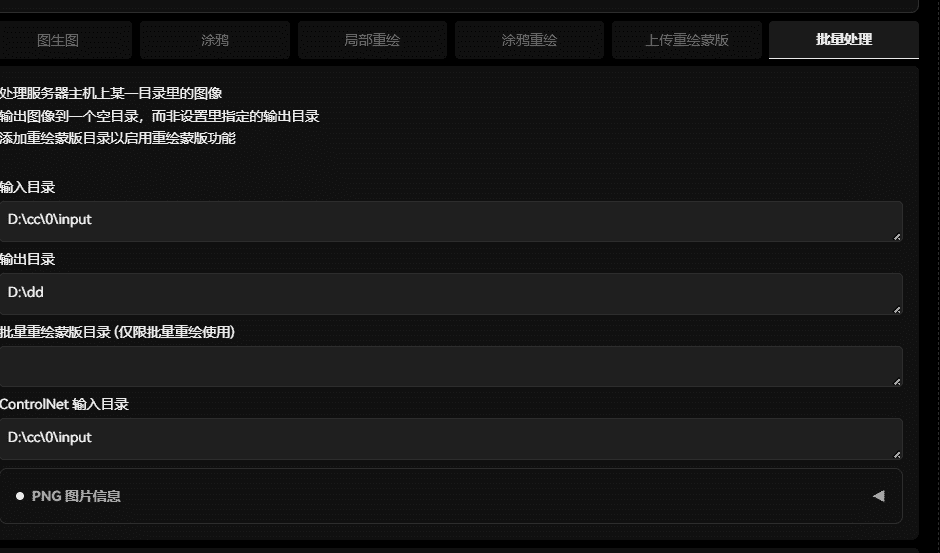 图生图 涂鸦 局部重绘 涂鸦重绘 上传重绘蒙版 批量处理
处理服务器主机上某一目录里的图像
输出图像到一个空目录，而非设置里指定的输出目录
添加重绘蒙版目录以启用重绘蒙版功能
输入目录
D:\cc\0\input
输出目录
D:\dd
批量重绘蒙版目录 (仅限批量重绘使用)
ControlNet 输入目录
D:\cc\0\input
PNG 图片信息